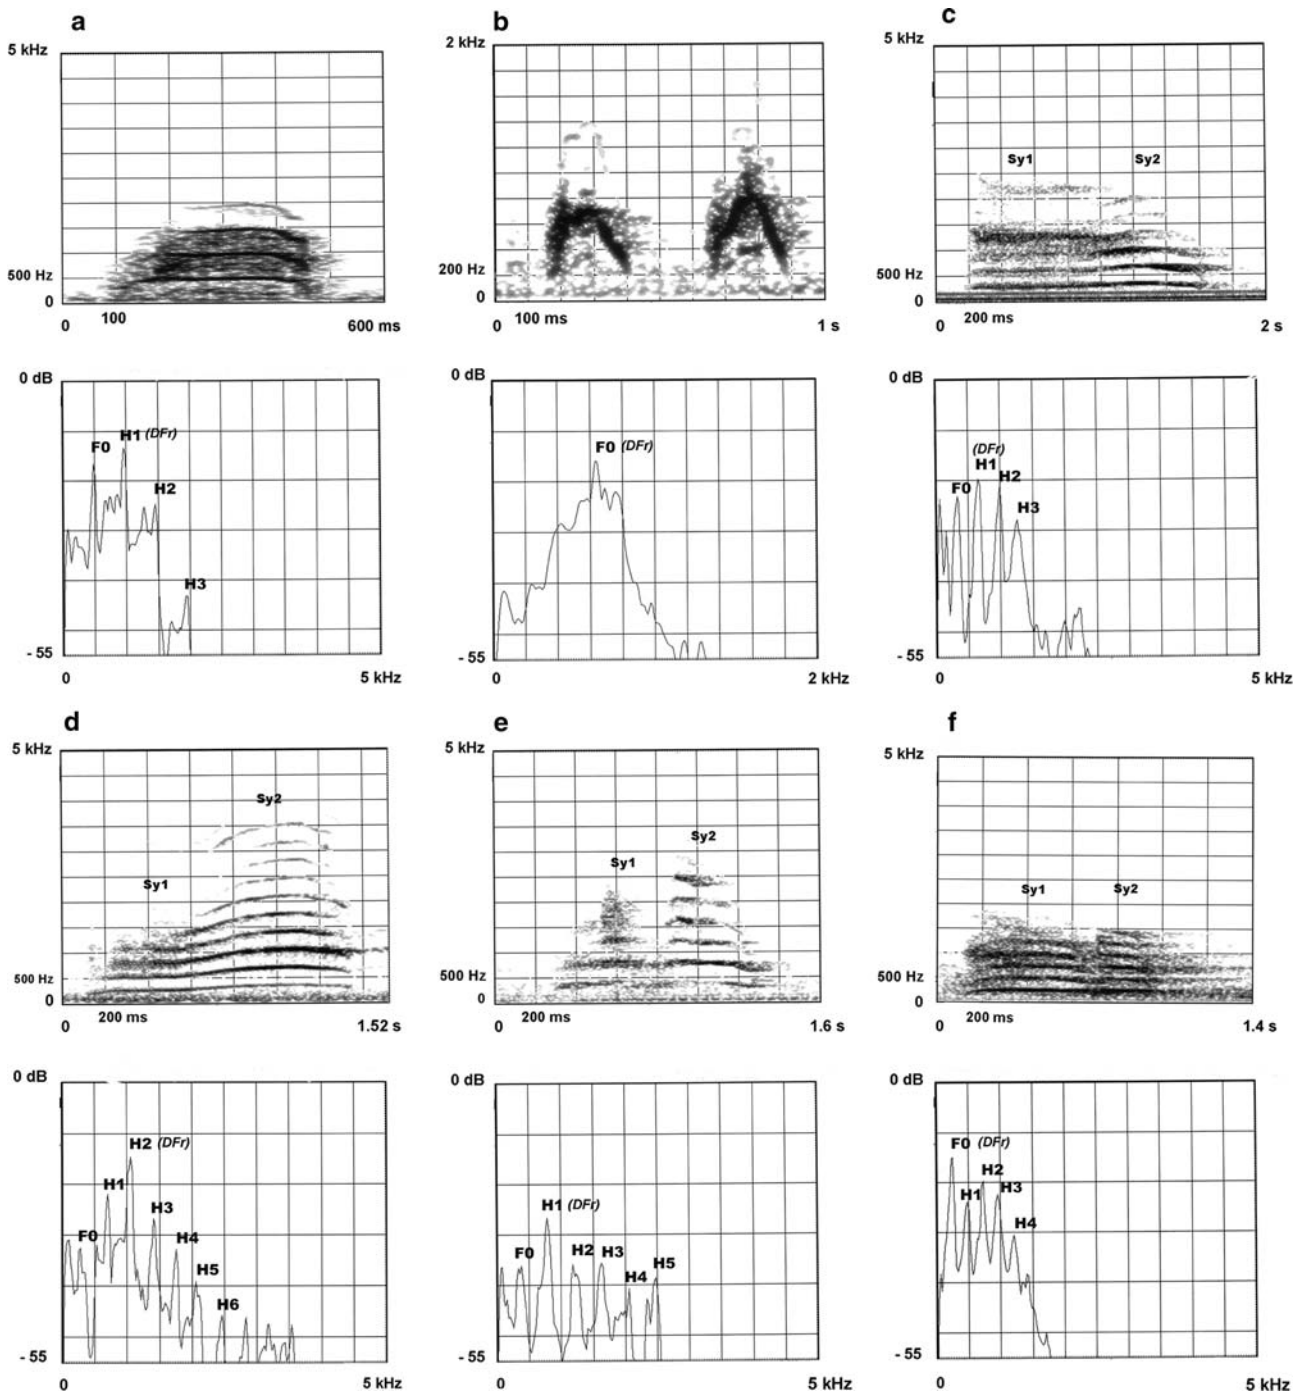 a
5 kHz
500 Hz
0
0 100 600 ms
b
2 kHz
200 Hz
0
0 100 ms 1 s
c
5 kHz
Sy1 Sy2
500 Hz
0
0 200 ms 2 s
0 dB
F0 H1 (DFr)
H2
H3
- 55
0 5 kHz
0 dB
F0 (DFr)
- 55
0 2 kHz
0 dB
(DFr)
F0 H1 H2
H3
- 55
0 5 kHz
d
5 kHz
Sy2
Sy1
500 Hz
0
0 200 ms 1.52 s
e
5 kHz
Sy2
Sy1
500 Hz
0
0 200 ms 1.6 s
f
5 kHz
Sy1 Sy2
500 Hz
0
0 200 ms 1.4 s
0 dB
H2 (DFr)
H1
H3
F0 H4
H5
H6
- 55
0 5 kHz
0 dB
H1 (DFr)
F0 H2 H3 H5
H4
- 55
0 5 kHz
0 dB
F0 (DFr)
H2
H1 H3
H4
- 55
0 5 kHz